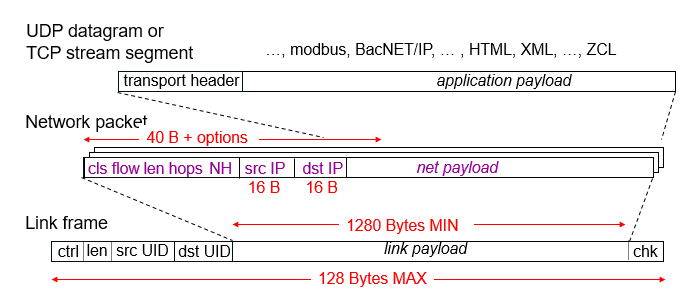 UDP datagram or
TCP stream segment
…, modbus, BacNET/IP, … , HTML, XML, …, ZCL
transport header application payload
Network packet
40 B + options
cls flow len hops NH src IP dst IP net payload
16 B 16 B
Link frame
1280 Bytes MIN
ctrl len src UID dst UID link payload chk
128 Bytes MAX